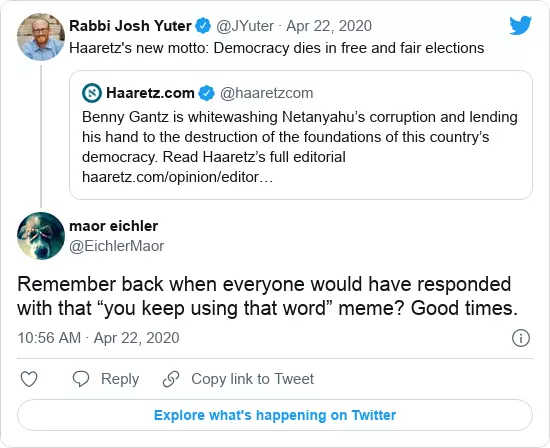 Rabbi Josh Yuter @JYuter · Apr 22, 2020
Haaretz's new motto: Democracy dies in free and fair elections
Haaretz.com @haaretzcom
Benny Gantz is whitewashing Netanyahu’s corruption and lending
his hand to the destruction of the foundations of this country’s
democracy. Read Haaretz’s full editorial
haaretz.com/opinion/editor…
maor eichler
@EichlerMaor
Remember back when everyone would have responded
with that “you keep using that word” meme? Good times.
10:56 AM · Apr 22, 2020
Reply Copy link to Tweet
Explore what's happening on Twitter